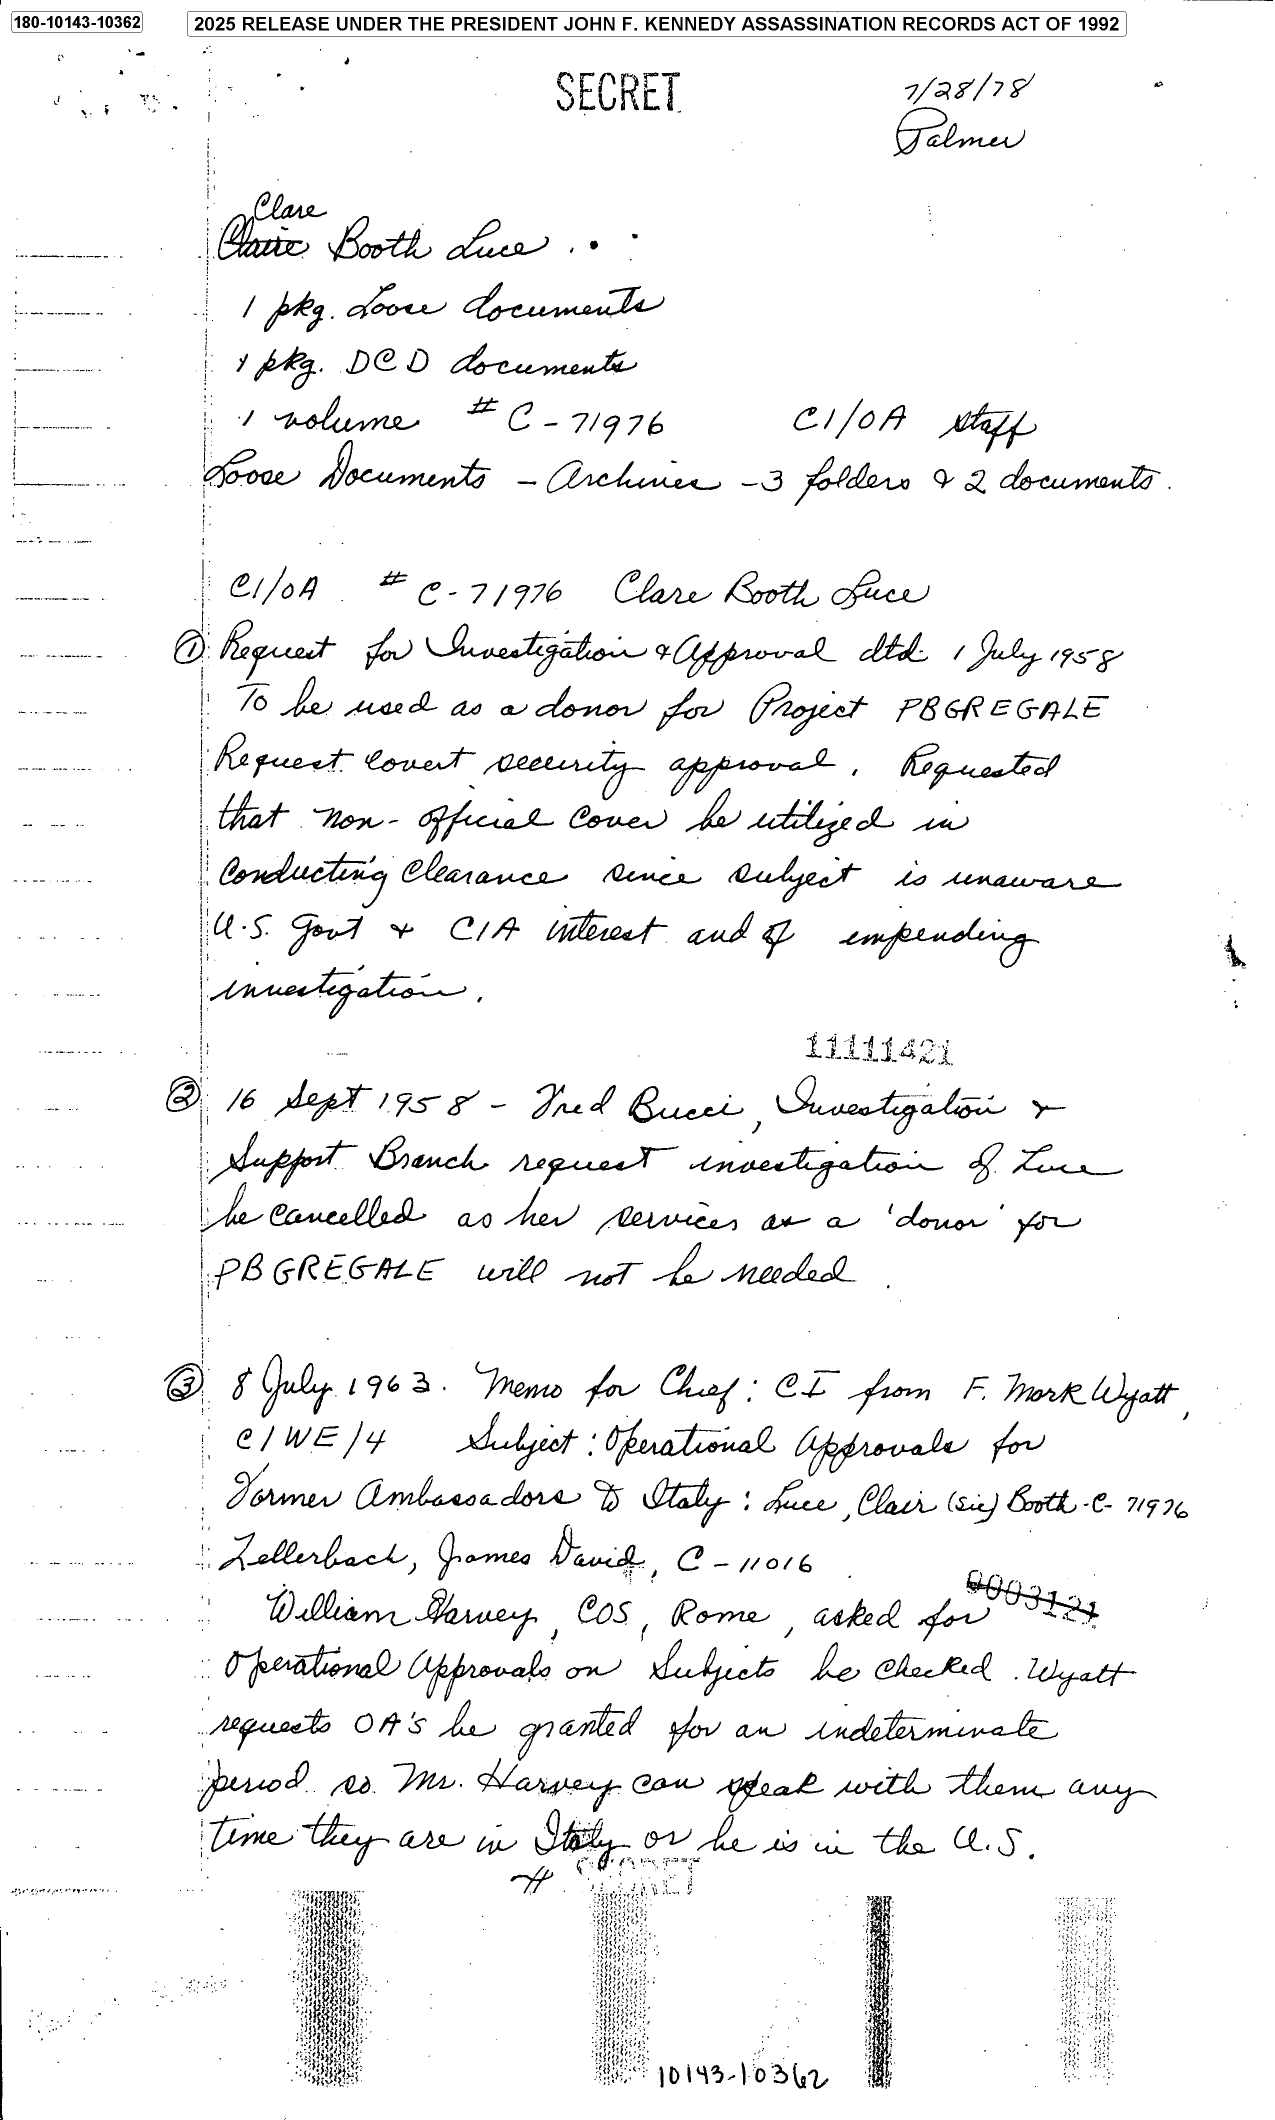 180-10143-10362
2025 RELEASE UNDER THE PRESIDENT JOHN F. KENNEDY ASSASSINATION RECORDS ACT OF 1992
SECRET
7/28/78
Palmer
Clare
Claire Booth Luce
1 pkg. Loose documents
1 pkg. DCD documents
1 volume # C-71976 CI/OA staff
Loose Documents - Archives - 3 folders & 2 documents.
CI/OA # C-71976 Clare Booth Luce
① Request for Investigation & Approval dtd 1 July 1958
To be used as a donor for Project PBGREGALE
Request covert security approval. Requested
that non-official cover be utilized in
conducting clearance since subject is unaware
U.S. Govt & CIA interest and of impending
investigation.
11111421
② 16 Sept 1958 - Fred Bucci, Investigation &
Support Branch request investigation of Luce
be cancelled as her services as a 'donor' for
PBGREGALE will not be needed
③ 8 July 1963. Memo for Chief: CI from F. Mark Wyatt,
C/WE/4 Subject: Operational Approvals for
Former Ambassadors to Italy: Luce, Clair (sic) Booth-C-71976
Zellerbach, James David, C-11016
0003121
William Harvey, COS, Rome, asked for
Operational Approvals on Subjects be checked. Wyatt
requests OA's be granted for an indeterminate
period so Mr. Harvey can speak with them any
time they are in Italy or he is in the U.S.
SECRET
10143-10362